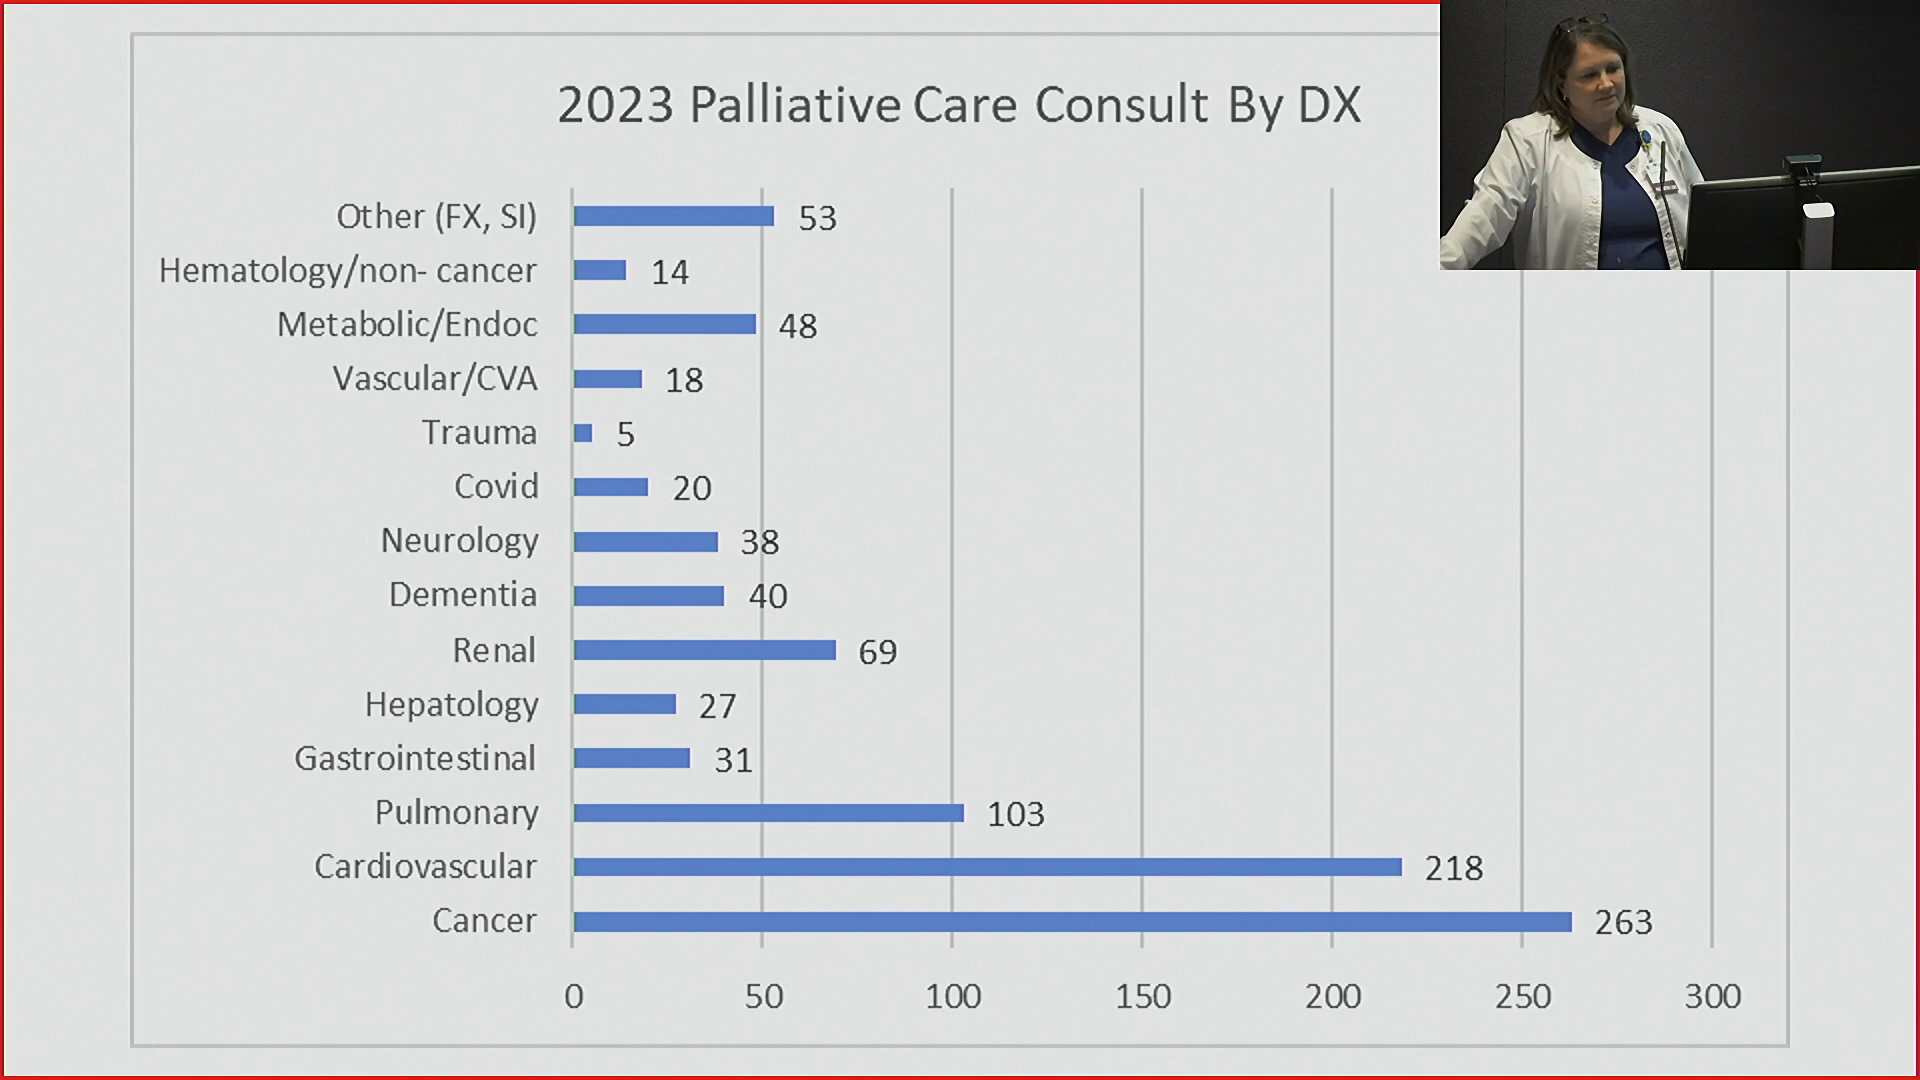 2023 Palliative Care Consult By DX
Other (FX, SI) 53
Hematology/non- cancer 14
Metabolic/Endoc 48
Vascular/CVA 18
Trauma 5
Covid 20
Neurology 38
Dementia 40
Renal 69
Hepatology 27
Gastrointestinal 31
Pulmonary 103
Cardiovascular 218
Cancer 263
0 50 100 150 200 250 300